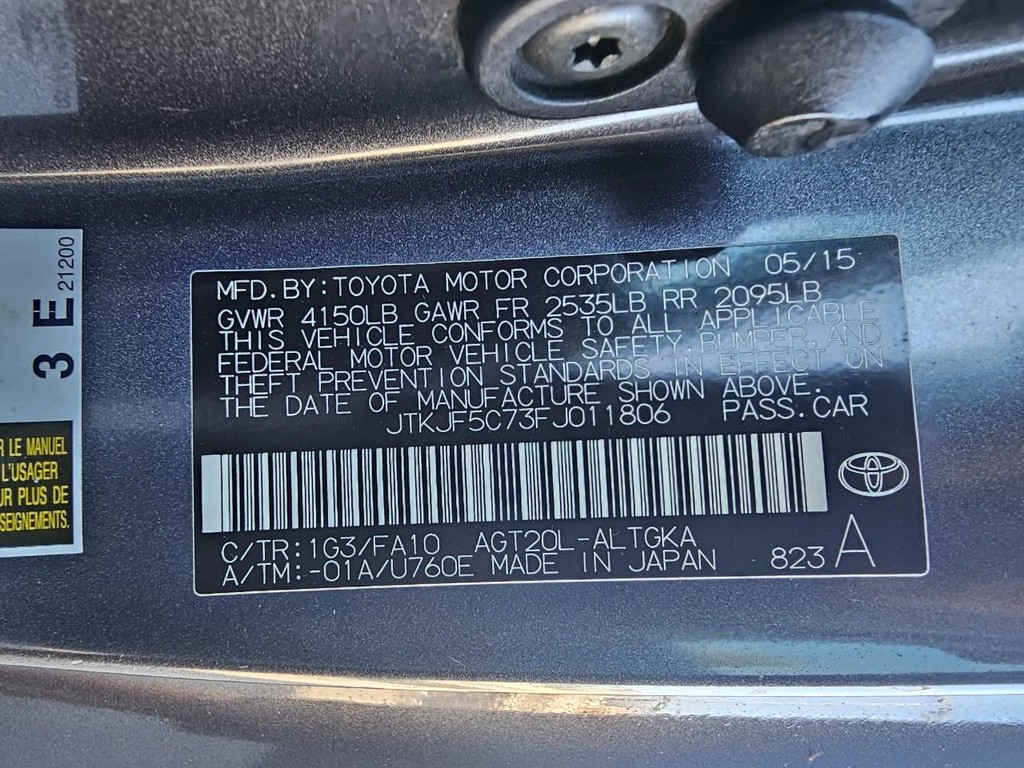 MFD.BY:TOYOTA MOTOR CORPORATION 05/15
GVWR 4150LB GAWR FR 2535LB RR 2095LB
THIS VEHICLE CONFORMS TO ALL APPLICABLE
FEDERAL MOTOR VEHICLE SAFETY,BUMPER,AND
THEFT PREVENTION STANDARDS IN EFFECT ON
THE DATE OF MANUFACTURE SHOWN ABOVE.
JTKJF5C73FJ011806 PASS.CAR
C/TR:1G3/FA10 AGT20L-ALTGKA
A/TM:-01A/U760E MADE IN JAPAN 823 A
3 E 21200
R LE MANUEL
L'USAGER
UR PLUS DE
SEIGNEMENTS.